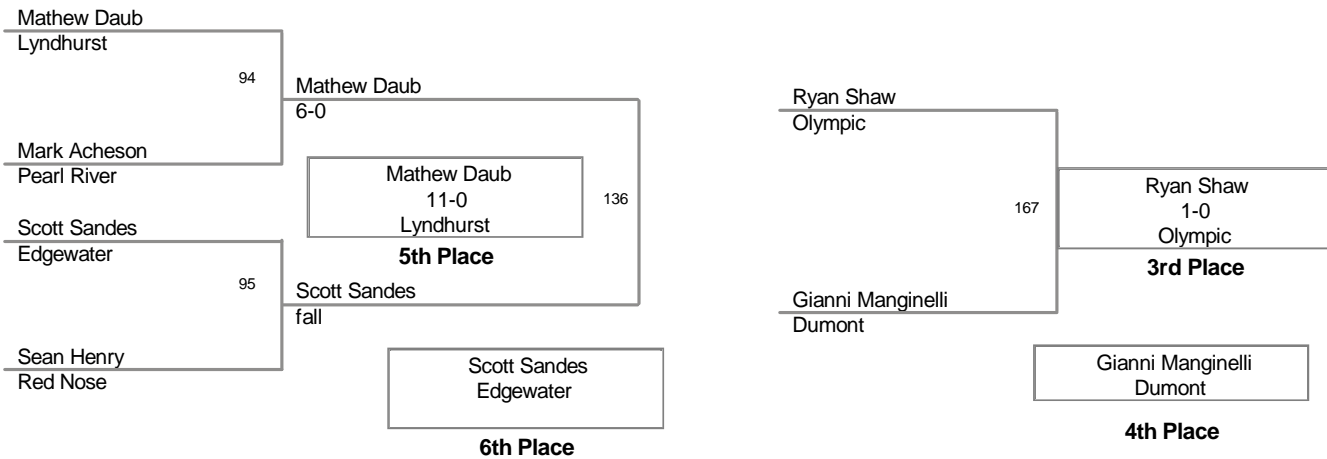 Mathew Daub
Lyndhurst
94
Mathew Daub
6-0
Mark Acheson
Pearl River
Mathew Daub
11-0
Lyndhurst
5th Place
136
Scott Sandes
Edgewater
95
Scott Sandes
fall
Sean Henry
Red Nose
Scott Sandes
Edgewater
6th Place
Ryan Shaw
Olympic
167
Ryan Shaw
1-0
Olympic
3rd Place
Gianni Manginelli
Dumont
Gianni Manginelli
Dumont
4th Place